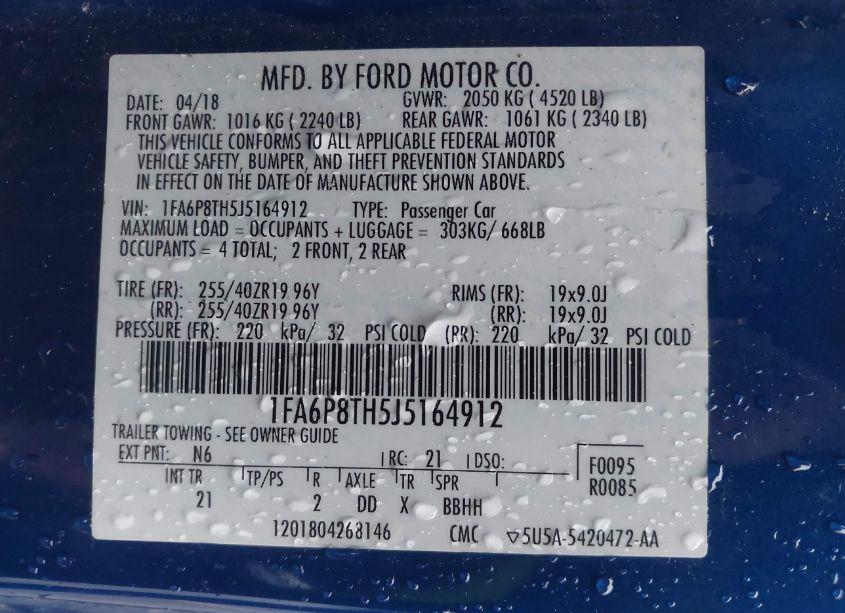 MFD. BY FORD MOTOR CO.
DATE: 04/18 GVWR: 2050 KG ( 4520 LB)
FRONT GAWR: 1016 KG ( 2240 LB) REAR GAWR: 1061 KG ( 2340 LB)
THIS VEHICLE CONFORMS TO ALL APPLICABLE FEDERAL MOTOR
VEHICLE SAFETY, BUMPER, AND THEFT PREVENTION STANDARDS
IN EFFECT ON THE DATE OF MANUFACTURE SHOWN ABOVE.
VIN: 1FA6P8TH5J5164912 TYPE: Passenger Car
MAXIMUM LOAD = OCCUPANTS + LUGGAGE = 303KG/ 668LB
OCCUPANTS = 4 TOTAL; 2 FRONT, 2 REAR
TIRE (FR): 255/40ZR19 96Y RIMS (FR): 19x9.0J
(RR): 255/40ZR19 96Y (RR): 19x9.0J
PRESSURE (FR): 220 kPa/ 32 PSI COLD (RR): 220 kPa/ 32 PSI COLD
1FA6P8TH5J5164912
TRAILER TOWING - SEE OWNER GUIDE
EXT PNT: N6 RC: 21 DSO: F0095
R0085
INT TR TP/PS R AXLE TR SPR
21 2 DD X BBHH
1201804263146 CMC ▽5U5A-5420472-AA